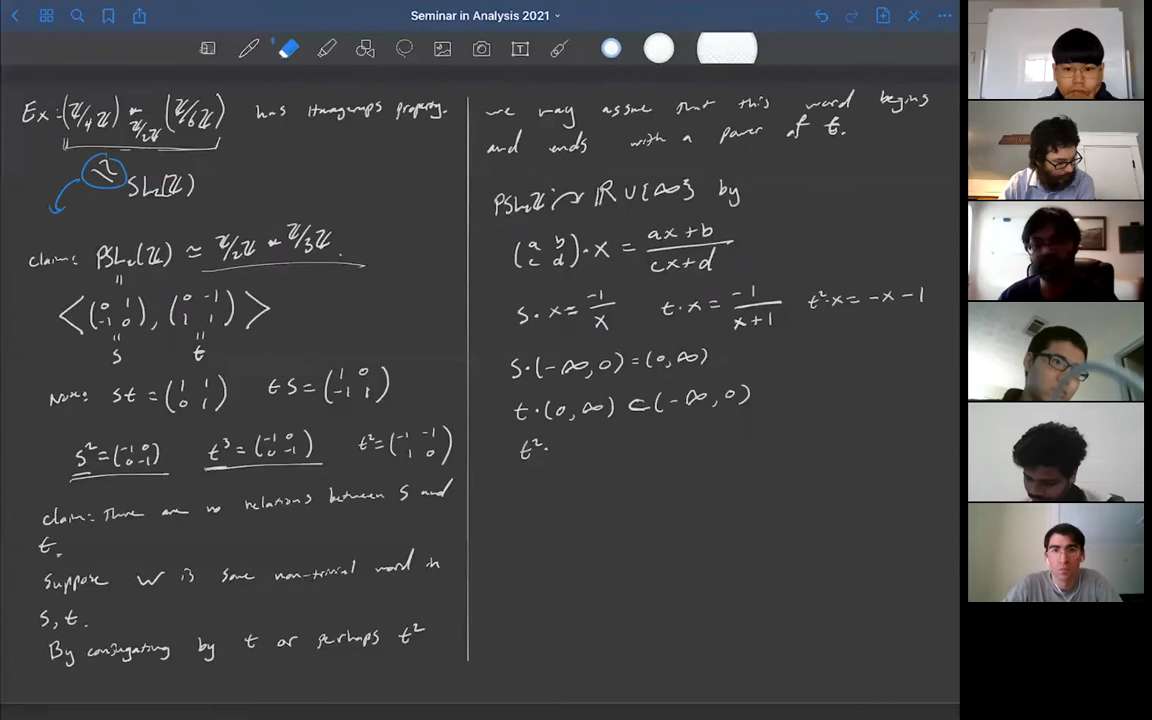 Seminar in Analysis 2021
Ex: (ℤ/4ℤ) *_{ℤ/2ℤ} (ℤ/6ℤ) has Haagerups property.
≅ SL₂(ℤ)
claim: PSL₂(ℤ) ≃ ℤ/2ℤ * ℤ/3ℤ.
=
< (0 1; -1 0), (0 -1; 1 1) >
= =
s t
Note: st = (1 1; 0 1) ts = (1 0; -1 1)
s² = (-1 0; 0 -1) t³ = (-1 0; 0 -1) t² = (-1 -1; 1 0)
claim: There are no relations between s and
t.
Suppose w is some non-trivial word in
s, t.
By conjugating by t or perhaps t²
we may assume that this word begins
and ends with a power of t.
PSL₂ℤ ↷ ℝ ∪ {∞} by
(a b; c d) · x = (ax + b)/(cx + d)
s · x = -1/x t · x = -1/(x+1) t² · x = -x - 1
s · (-∞, 0) = (0, ∞)
t · (0, ∞) ⊂ (-∞, 0)
t² ·